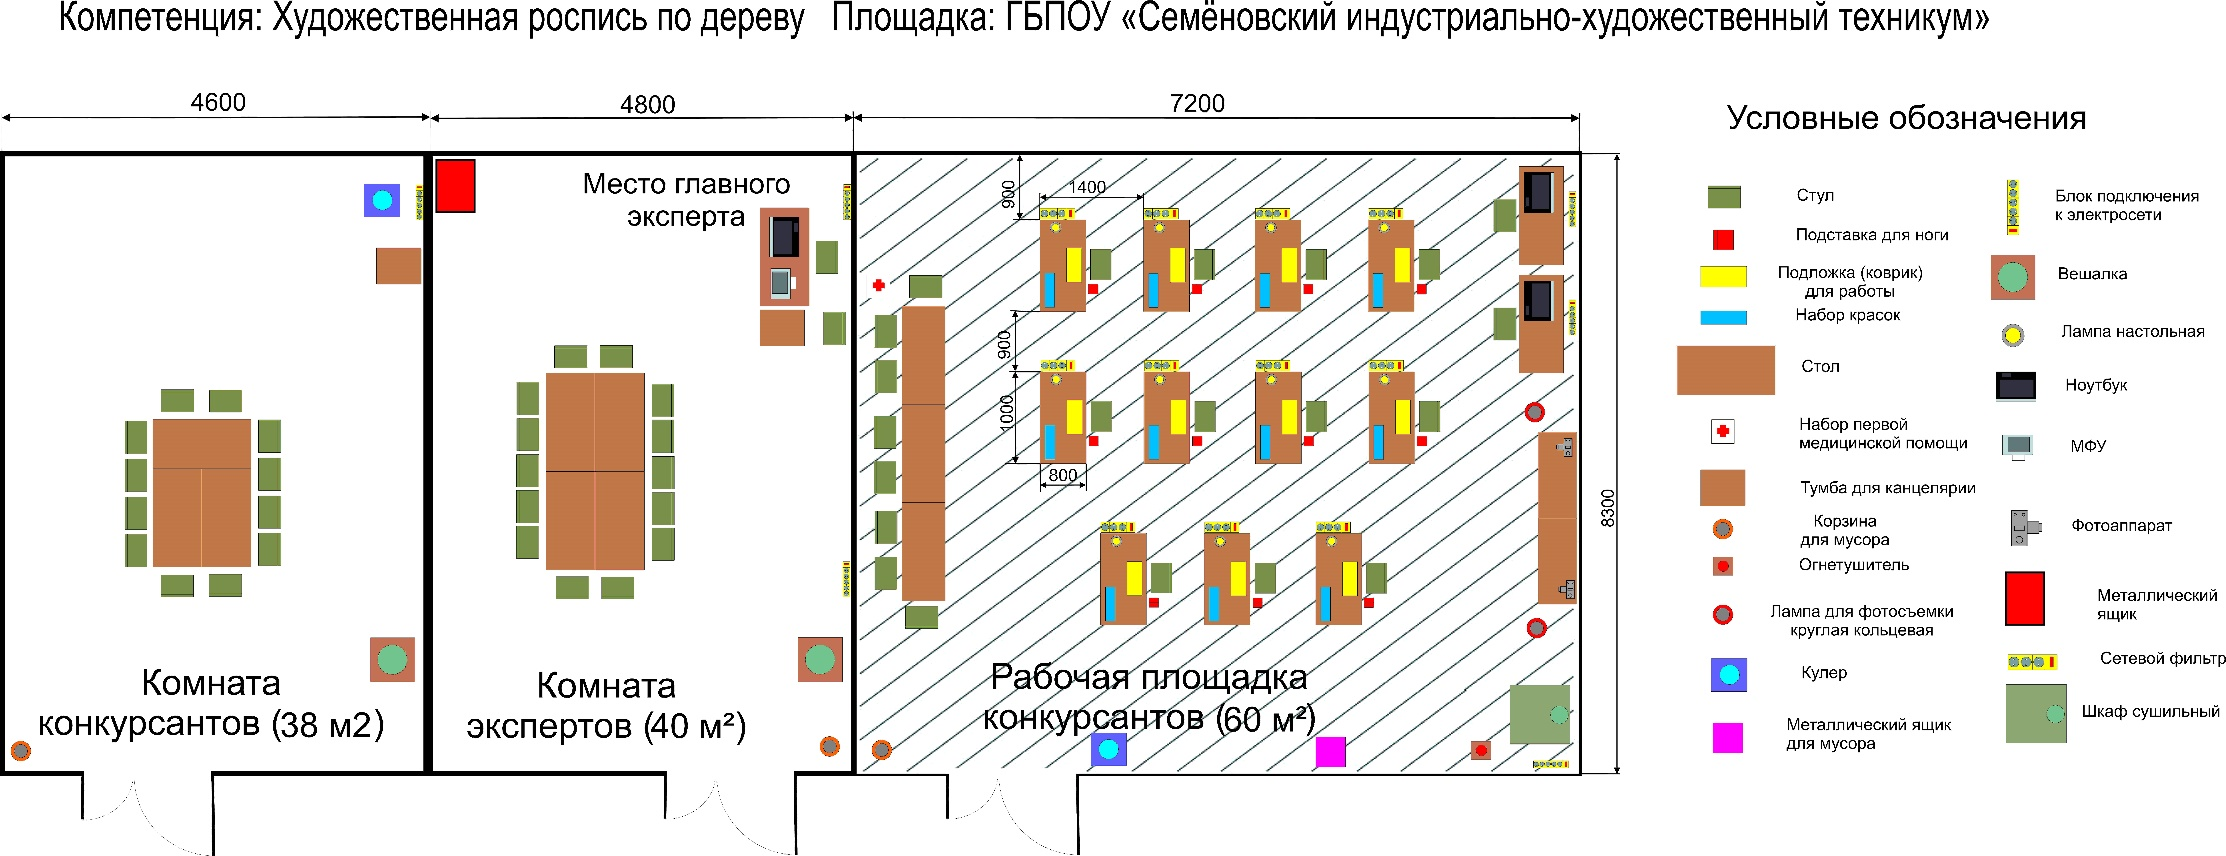 Компетенция: Художественная роспись по дереву Площадка: ГБПОУ «Семёновский индустриально-художественный техникум»
4600
4800
7200
Место главного
эксперта
900
1400
900
1000
800
8300
Комната
конкурсантов (38 м2)
Комната
экспертов (40 м²)
Рабочая площадка
конкурсантов (60 м²)
Условные обозначения
Стул
Подставка для ноги
Подложка (коврик)
для работы
Набор красок
Стол
Набор первой
медицинской помощи
Тумба для канцелярии
Корзина
для мусора
Огнетушитель
Лампа для фотосъемки
круглая кольцевая
Кулер
Металлический ящик
для мусора
Блок подключения
к электросети
Вешалка
Лампа настольная
Ноутбук
МФУ
Фотоаппарат
Металлический
ящик
Сетевой фильтр
Шкаф сушильный